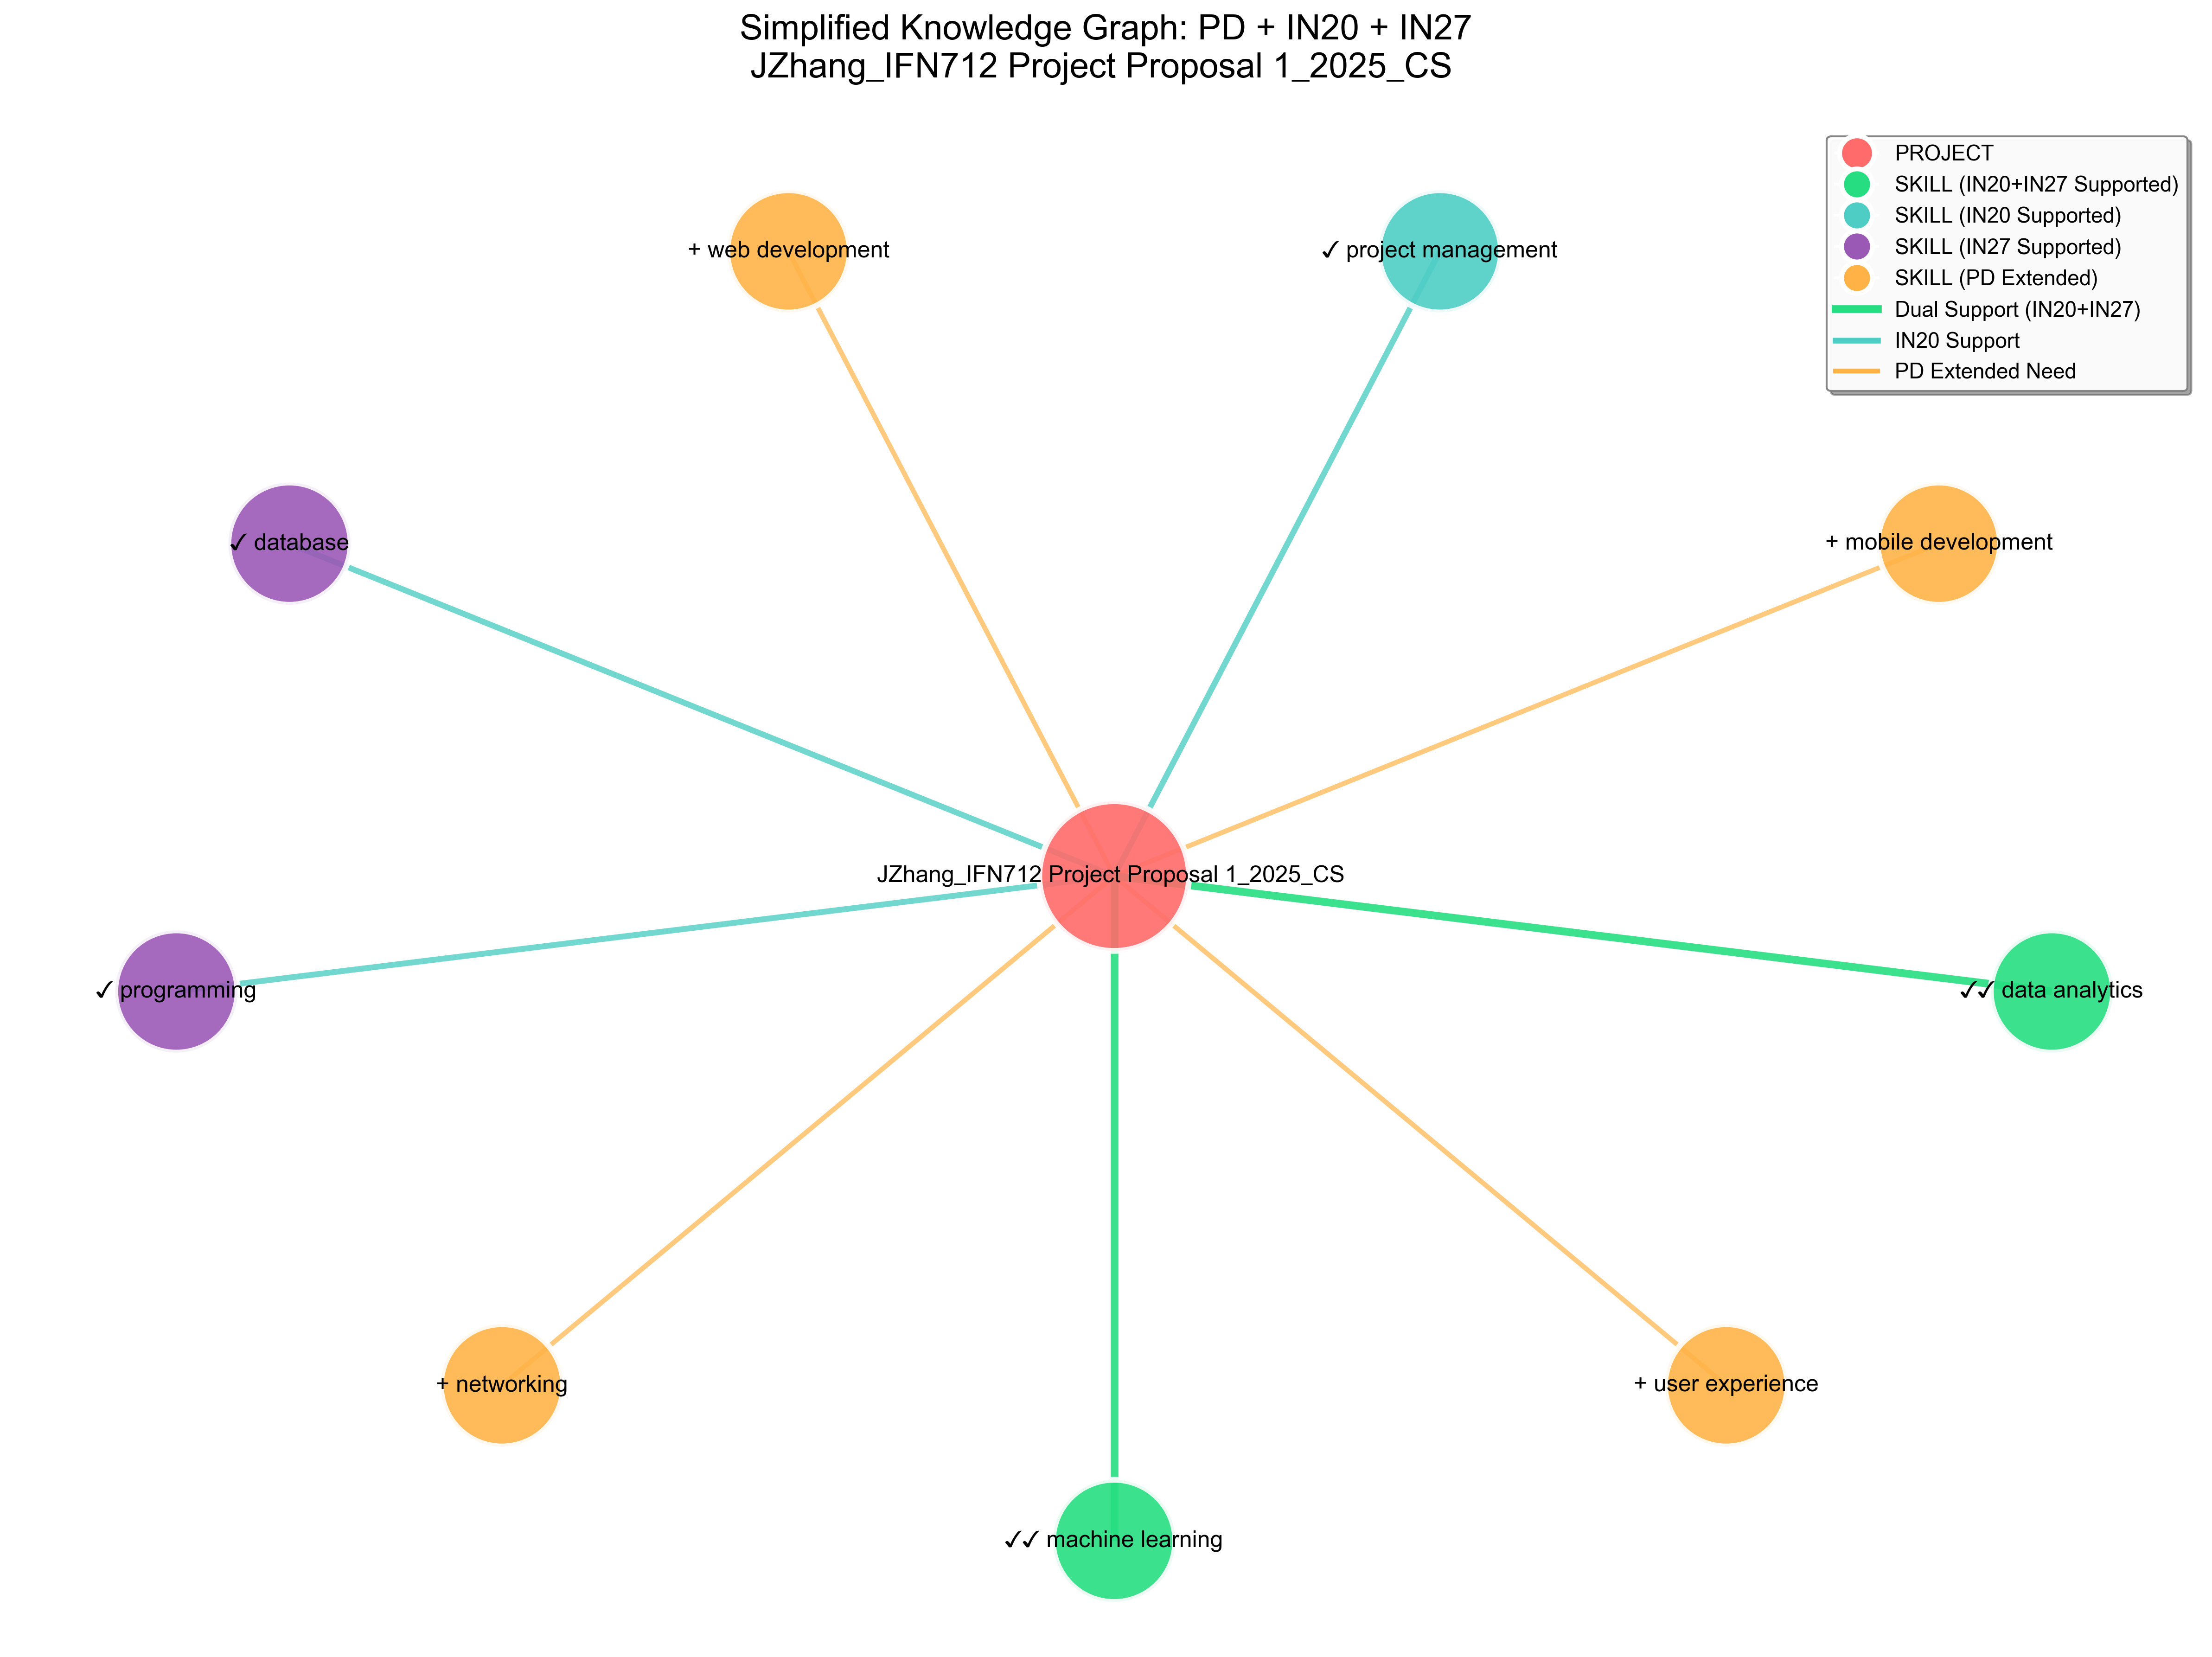 Simplified Knowledge Graph: PD + IN20 + IN27
JZhang_IFN712 Project Proposal 1_2025_CS
PROJECT
SKILL (IN20+IN27 Supported)
SKILL (IN20 Supported)
SKILL (IN27 Supported)
SKILL (PD Extended)
Dual Support (IN20+IN27)
IN20 Support
PD Extended Need
+ web development
✓ project management
✓ database
+ mobile development
JZhang_IFN712 Project Proposal 1_2025_CS
✓ programming
✓✓ data analytics
+ networking
+ user experience
✓✓ machine learning